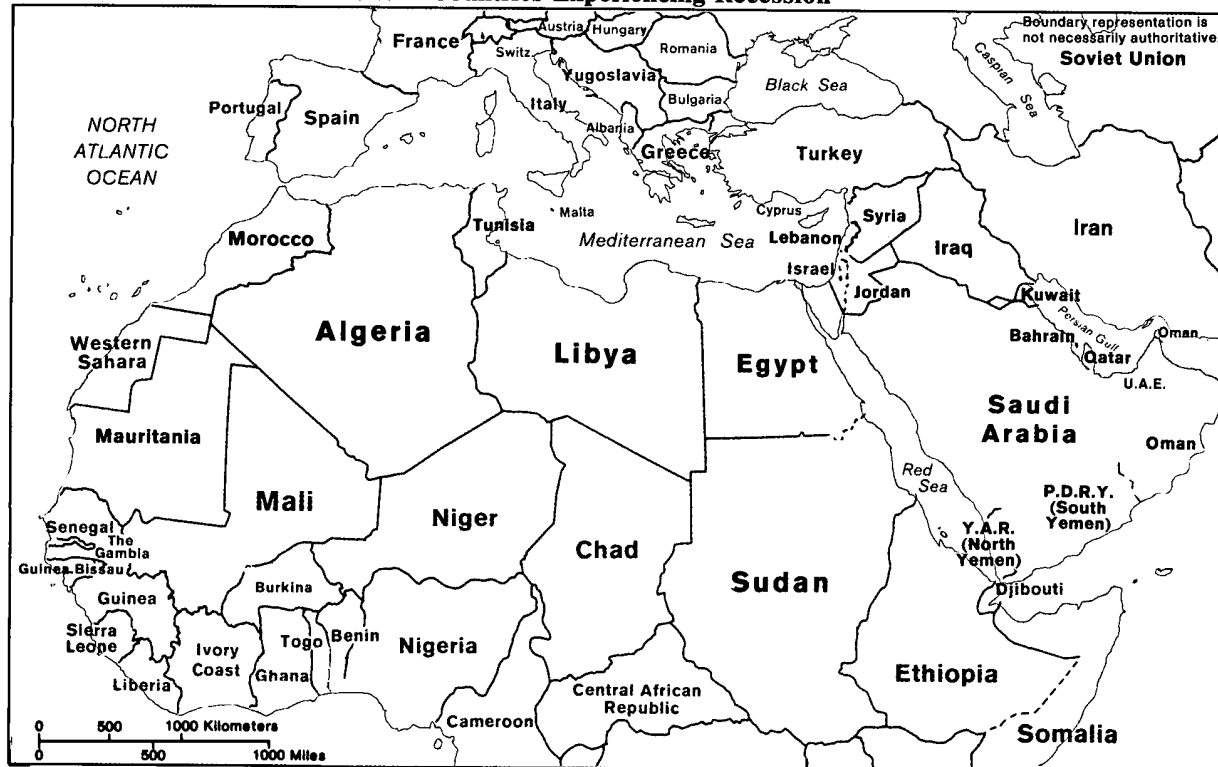 Countries Experiencing Recession
Boundary representation is
not necessarily authoritative.
Soviet Union
France
Switz
Austria
Hungary
Romania
Yugoslavia
Italy
Bulgaria
Albania
Greece
Black Sea
Caspian
Sea
Portugal
Spain
NORTH
ATLANTIC
OCEAN
Turkey
Cyprus
Malta
Mediterranean Sea
Syria
Lebanon
Israel
Jordan
Iraq
Iran
Kuwait
Persian Gulf
Bahrain
Qatar
Oman
U.A.E.
Morocco
Tunisia
Algeria
Libya
Egypt
Western
Sahara
Saudi
Arabia
Oman
Mauritania
Mali
Niger
Chad
Sudan
Red
Sea
P.D.R.Y.
(South
Yemen)
Y.A.R.
(North
Yemen)
Djibouti
Senegal
The
Gambia
Guinea Bissau
Guinea
Burkina
Sierra
Leone
Liberia
Ivory
Coast
Ghana
Togo
Benin
Nigeria
Cameroon
Central African
Republic
Ethiopia
Somalia
0 500 1000 Kilometers
0 500 1000 Miles